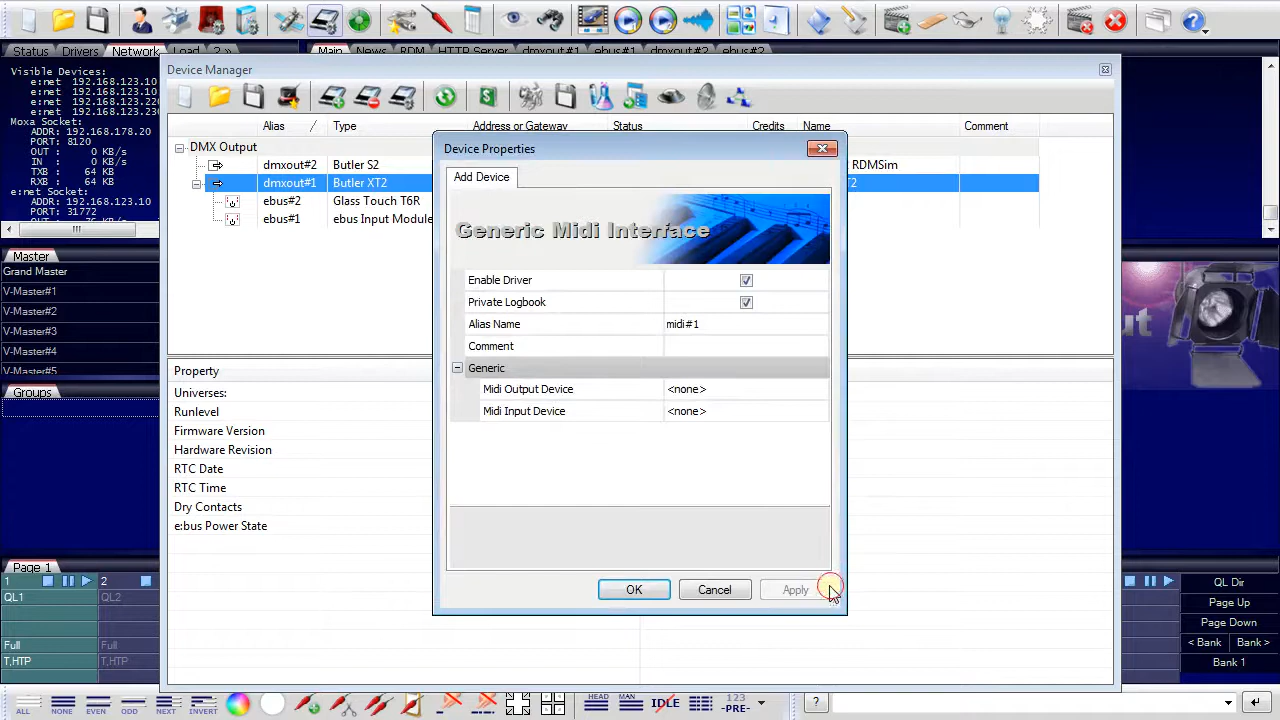 Status Drivers Network Load 2 »
Main News RDM HTTP Server dmxout#1 ebus#1 dmxout#2 ebus#2
Visible Devices:
e:net 192.168.123.10
e:net 192.168.123.10
e:net 192.168.123.220
e:net 192.168.123.230
Moxa Socket:
ADDR: 192.168.178.20
PORT: 8120
OUT : 0 KB/s
IN : 0 KB/s
TXB : 64 KB
RXB : 64 KB
e:net Socket:
PORT: 31772
Master
Grand Master
V-Master#1
V-Master#2
V-Master#3
V-Master#4
V-Master#5
Groups
Device Manager
Alias Type Address or Gateway Status Credits Name Comment
DMX Output
dmxout#2 Butler S2 RDMSim
dmxout#1 Butler XT2
ebus#2 Glass Touch T6R
ebus#1 ebus Input Module
Property
Universes:
Runlevel
Firmware Version
Hardware Revision
RTC Date
RTC Time
Dry Contacts
e:bus Power State
Device Properties
Add Device
Generic Midi Interface
Enable Driver
Private Logbook
Alias Name midi#1
Comment
Generic
Midi Output Device <none>
Midi Input Device <none>
OK Cancel Apply
Page 1
1 2
QL1 QL2
Full Full
T,HTP T,HTP
QL Dir
Page Up
Page Down
< Bank Bank >
Bank 1
ALL NONE EVEN ODD NEXT INVERT HEAD MAN IDLE 123 -PRE- ?